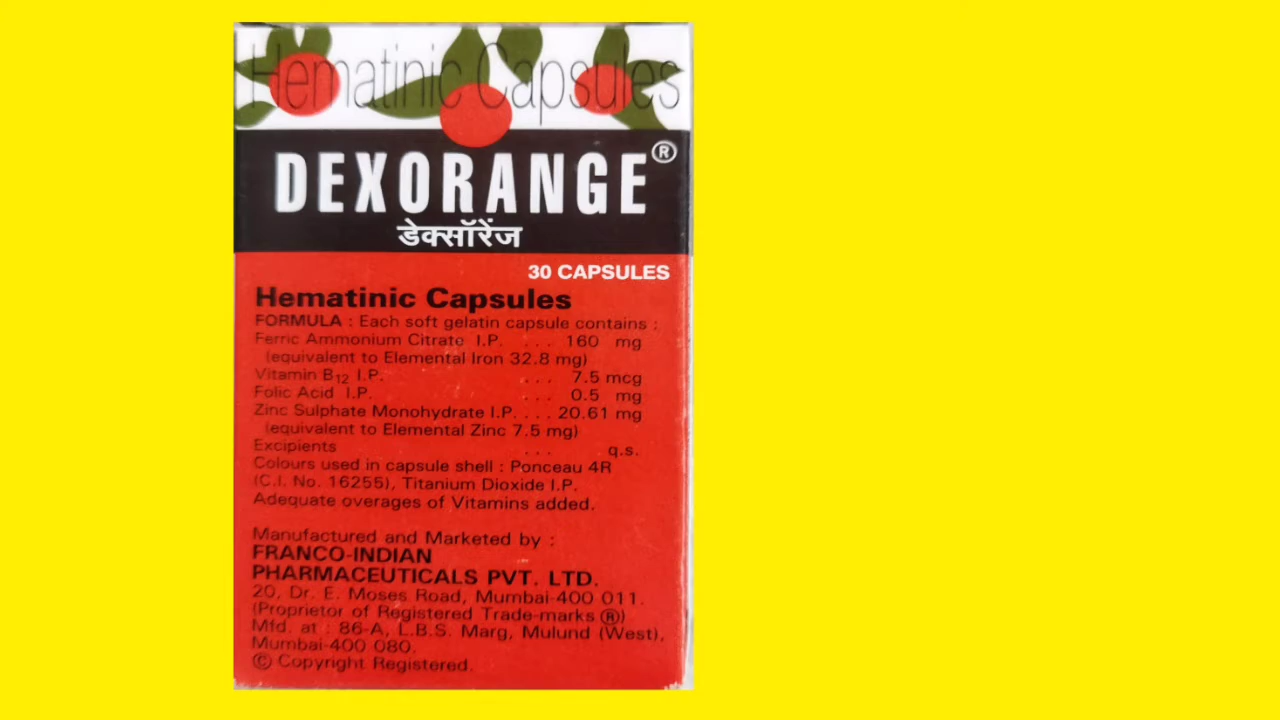 Hematinic Capsules
DEXORANGE®
डेक्सॉरेंज
30 CAPSULES
Hematinic Capsules
FORMULA : Each soft gelatin capsule contains :
Ferric Ammonium Citrate I.P. ... 160 mg
(equivalent to Elemental Iron 32.8 mg)
Vitamin B12 I.P. ... 7.5 mcg
Folic Acid I.P. ... 0.5 mg
Zinc Sulphate Monohydrate I.P. ... 20.61 mg
(equivalent to Elemental Zinc 7.5 mg)
Excipients ... q.s.
Colours used in capsule shell : Ponceau 4R
(C.I. No. 16255), Titanium Dioxide I.P.
Adequate overages of Vitamins added.
Manufactured and Marketed by :
FRANCO-INDIAN
PHARMACEUTICALS PVT. LTD.
20, Dr. E. Moses Road, Mumbai-400 011.
(Proprietor of Registered Trade-marks ®)
Mfd. at : 86-A, L.B.S. Marg, Mulund (West),
Mumbai-400 080.
© Copyright Registered.